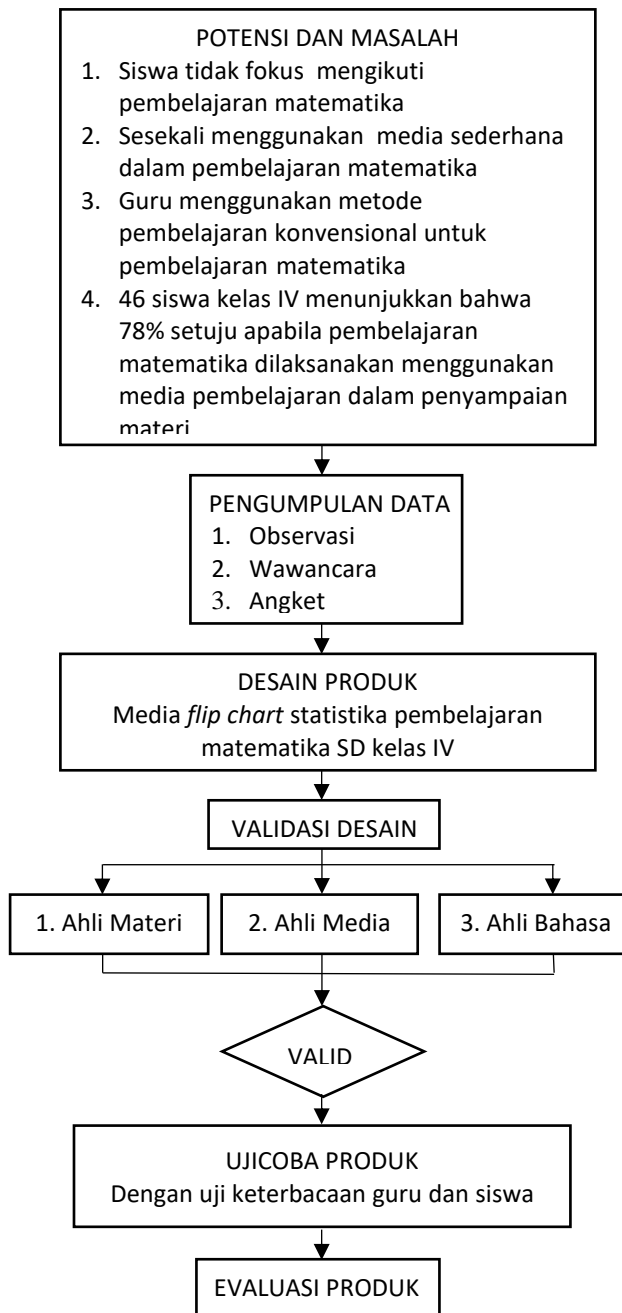 POTENSI DAN MASALAH
1. Siswa tidak fokus mengikuti
pembelajaran matematika
2. Sesekali menggunakan media sederhana
dalam pembelajaran matematika
3. Guru menggunakan metode
pembelajaran konvensional untuk
pembelajaran matematika
4. 46 siswa kelas IV menunjukkan bahwa
78% setuju apabila pembelajaran
matematika dilaksanakan menggunakan
media pembelajaran dalam penyampaian
materi
PENGUMPULAN DATA
1. Observasi
2. Wawancara
3. Angket
DESAIN PRODUK
Media flip chart statistika pembelajaran
matematika SD kelas IV
VALIDASI DESAIN
1. Ahli Materi
2. Ahli Media
3. Ahli Bahasa
VALID
UJICOBA PRODUK
Dengan uji keterbacaan guru dan siswa
EVALUASI PRODUK